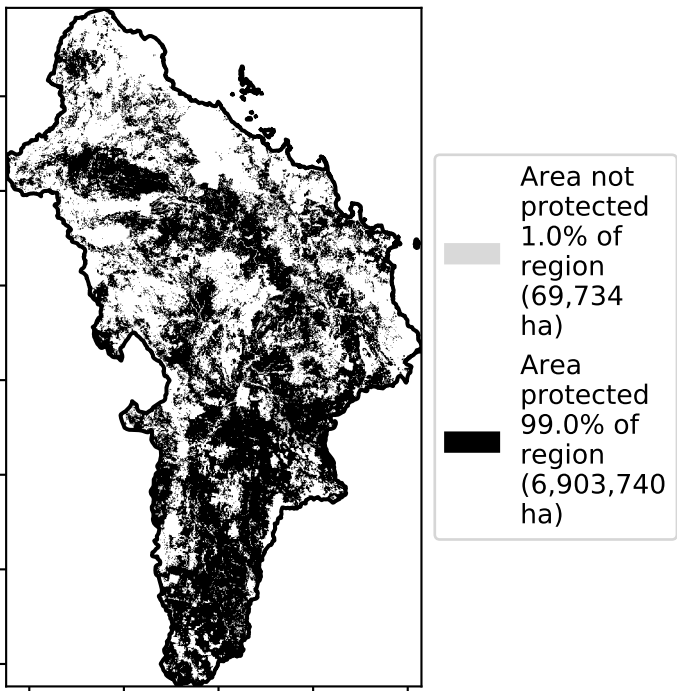 Area not
protected
1.0% of
region
(69,734
ha)
Area
protected
99.0% of
region
(6,903,740
ha)